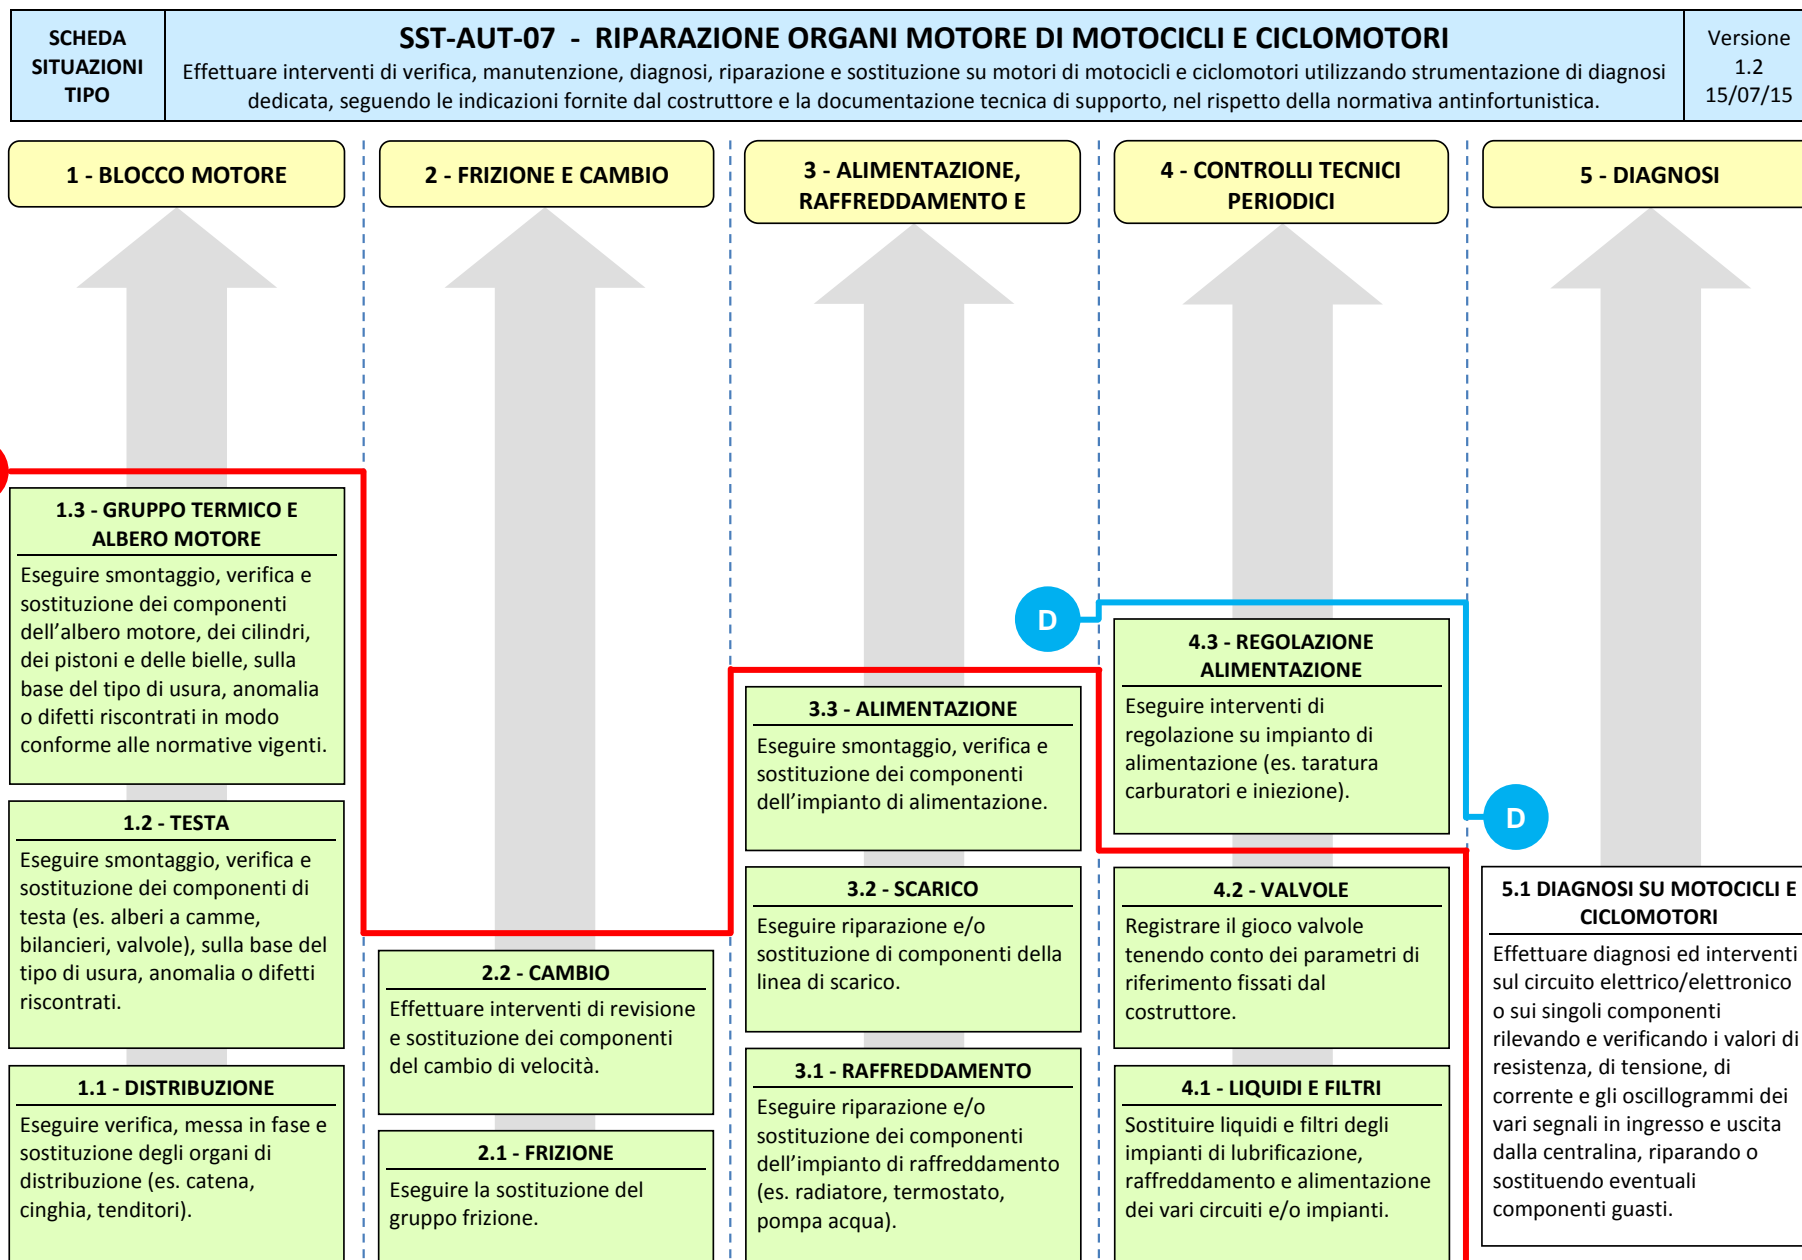 SCHEDA
SITUAZIONI
TIPO
SST-AUT-07 - RIPARAZIONE ORGANI MOTORE DI MOTOCICLI E CICLOMOTORI
Effettuare interventi di verifica, manutenzione, diagnosi, riparazione e sostituzione su motori di motocicli e ciclomotori utilizzando strumentazione di diagnosi
dedicata, seguendo le indicazioni fornite dal costruttore e la documentazione tecnica di supporto, nel rispetto della normativa antinfortunistica.
Versione
1.2
15/07/15
1 - BLOCCO MOTORE
1.3 - GRUPPO TERMICO E
ALBERO MOTORE
Eseguire smontaggio, verifica e
sostituzione dei componenti
dell'albero motore, dei cilindri,
dei pistoni e delle bielle, sulla
base del tipo di usura, anomalia
o difetti riscontrati in modo
conforme alle normative vigenti.
1.2 - TESTA
Eseguire smontaggio, verifica e
sostituzione dei componenti di
testa (es. alberi a camme,
bilancieri, valvole), sulla base del
tipo di usura, anomalia o difetti
riscontrati.
1.1 - DISTRIBUZIONE
Eseguire verifica, messa in fase e
sostituzione degli organi di
distribuzione (es. catena,
cinghia, tenditori).
2 - FRIZIONE E CAMBIO
2.2 - CAMBIO
Effettuare interventi di revisione
e sostituzione dei componenti
del cambio di velocità.
2.1 - FRIZIONE
Eseguire la sostituzione del
gruppo frizione.
3 - ALIMENTAZIONE,
RAFFREDDAMENTO E
3.3 - ALIMENTAZIONE
Eseguire smontaggio, verifica e
sostituzione dei componenti
dell'impianto di alimentazione.
3.2 - SCARICO
Eseguire riparazione e/o
sostituzione di componenti della
linea di scarico.
3.1 - RAFFREDDAMENTO
Eseguire riparazione e/o
sostituzione dei componenti
dell'impianto di raffreddamento
(es. radiatore, termostato,
pompa acqua).
4 - CONTROLLI TECNICI
PERIODICI
D
4.3 - REGOLAZIONE
ALIMENTAZIONE
Eseguire interventi di
regolazione su impianto di
alimentazione (es. taratura
carburatori e iniezione).
4.2 - VALVOLE
Registrare il gioco valvole
tenendo conto dei parametri di
riferimento fissati dal
costruttore.
4.1 - LIQUIDI E FILTRI
Sostituire liquidi e filtri degli
impianti di lubrificazione,
raffreddamento e alimentazione
dei vari circuiti e/o impianti.
5 - DIAGNOSI
D
5.1 DIAGNOSI SU MOTOCICLI E
CICLOMOTORI
Effettuare diagnosi ed interventi
sul circuito elettrico/elettronico
o sui singoli componenti
rilevando e verificando i valori di
resistenza, di tensione, di
corrente e gli oscillogrammi dei
vari segnali in ingresso e uscita
dalla centralina, riparando o
sostituendo eventuali
componenti guasti.